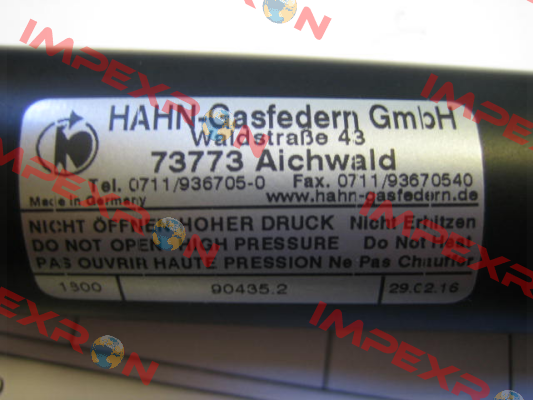 HAHN-Gasfedern GmbH
Waldstraße 43
73773 Aichwald
Tel. 0711/936705-0 Fax. 0711/93670540
Made in Germany www.hahn-gasfedern.de
NICHT ÖFFNEN HOHER DRUCK Nicht Erhitzen
DO NOT OPEN HIGH PRESSURE Do Not Heat
PAS OUVRIR HAUTE PRESSION Ne Pas Chauffer
1300 90435.2 29.02.16
IMPEXRON
IMPEXRON
IMPEXRON
IMPEXRON